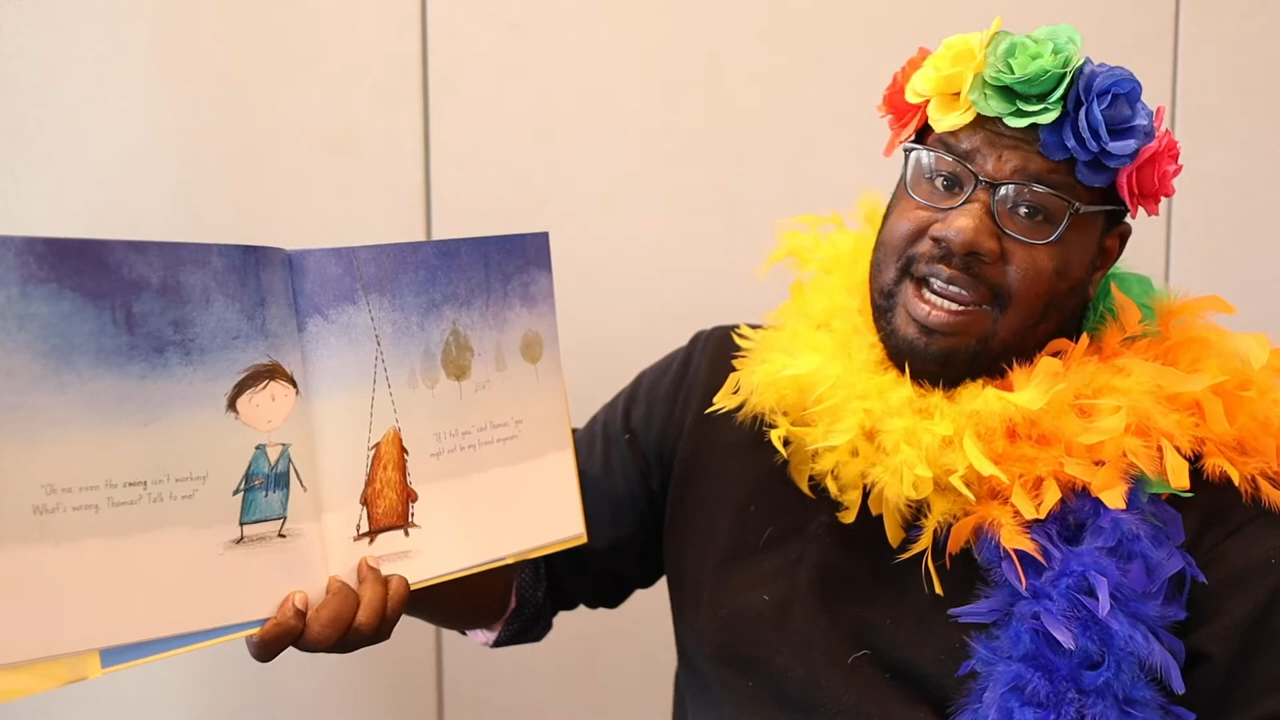 "Oh no, even the swing isn't working!
What's wrong, Thomas? Talk to me!"
"If I tell you," said Thomas, "you
might not be my friend anymore."